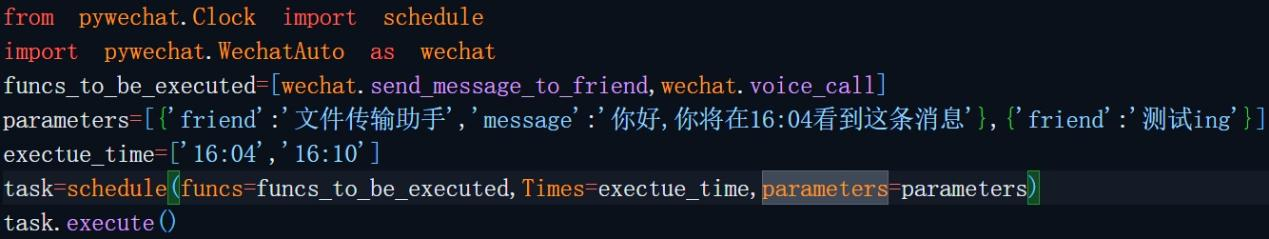 from pywechat.Clock import schedule
import pywechat.WechatAuto as wechat
funcs_to_be_executed=[wechat.send_message_to_friend,wechat.voice_call]
parameters=[{'friend':'文件传输助手','message':'你好,你将在16:04看到这条消息'},{'friend':'测试ing'}]
exectue_time=['16:04','16:10']
task=schedule(funcs=funcs_to_be_executed,Times=exectue_time,parameters=parameters)
task.execute()